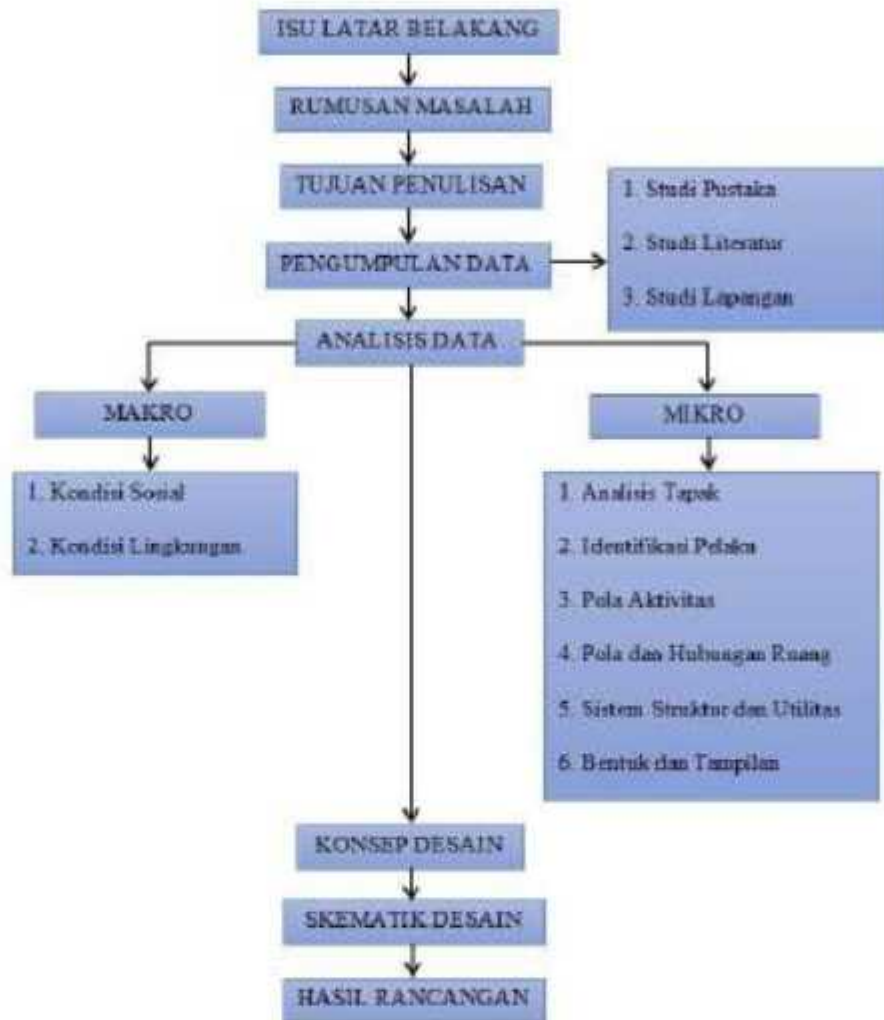 ISU LATAR BELAKANG
RUMUSAN MASALAH
TUJUAN PENULISAN
PENGUMPULAN DATA
1. Studi Pustaka
2. Studi Literatur
3. Studi Lapangan
ANALISIS DATA
MAKRO
1. Kondisi Sosial
2. Kondisi Lingkungan
MIKRO
1. Analisis Tapak
2. Identifikasi Pelaku
3. Pola Aktivitas
4. Pola dan Hubungan Ruang
5. Sistem Struktur dan Utilitas
6. Bentuk dan Tampilan
KONSEP DESAIN
SKEMATIK DESAIN
HASIL RANCANGAN